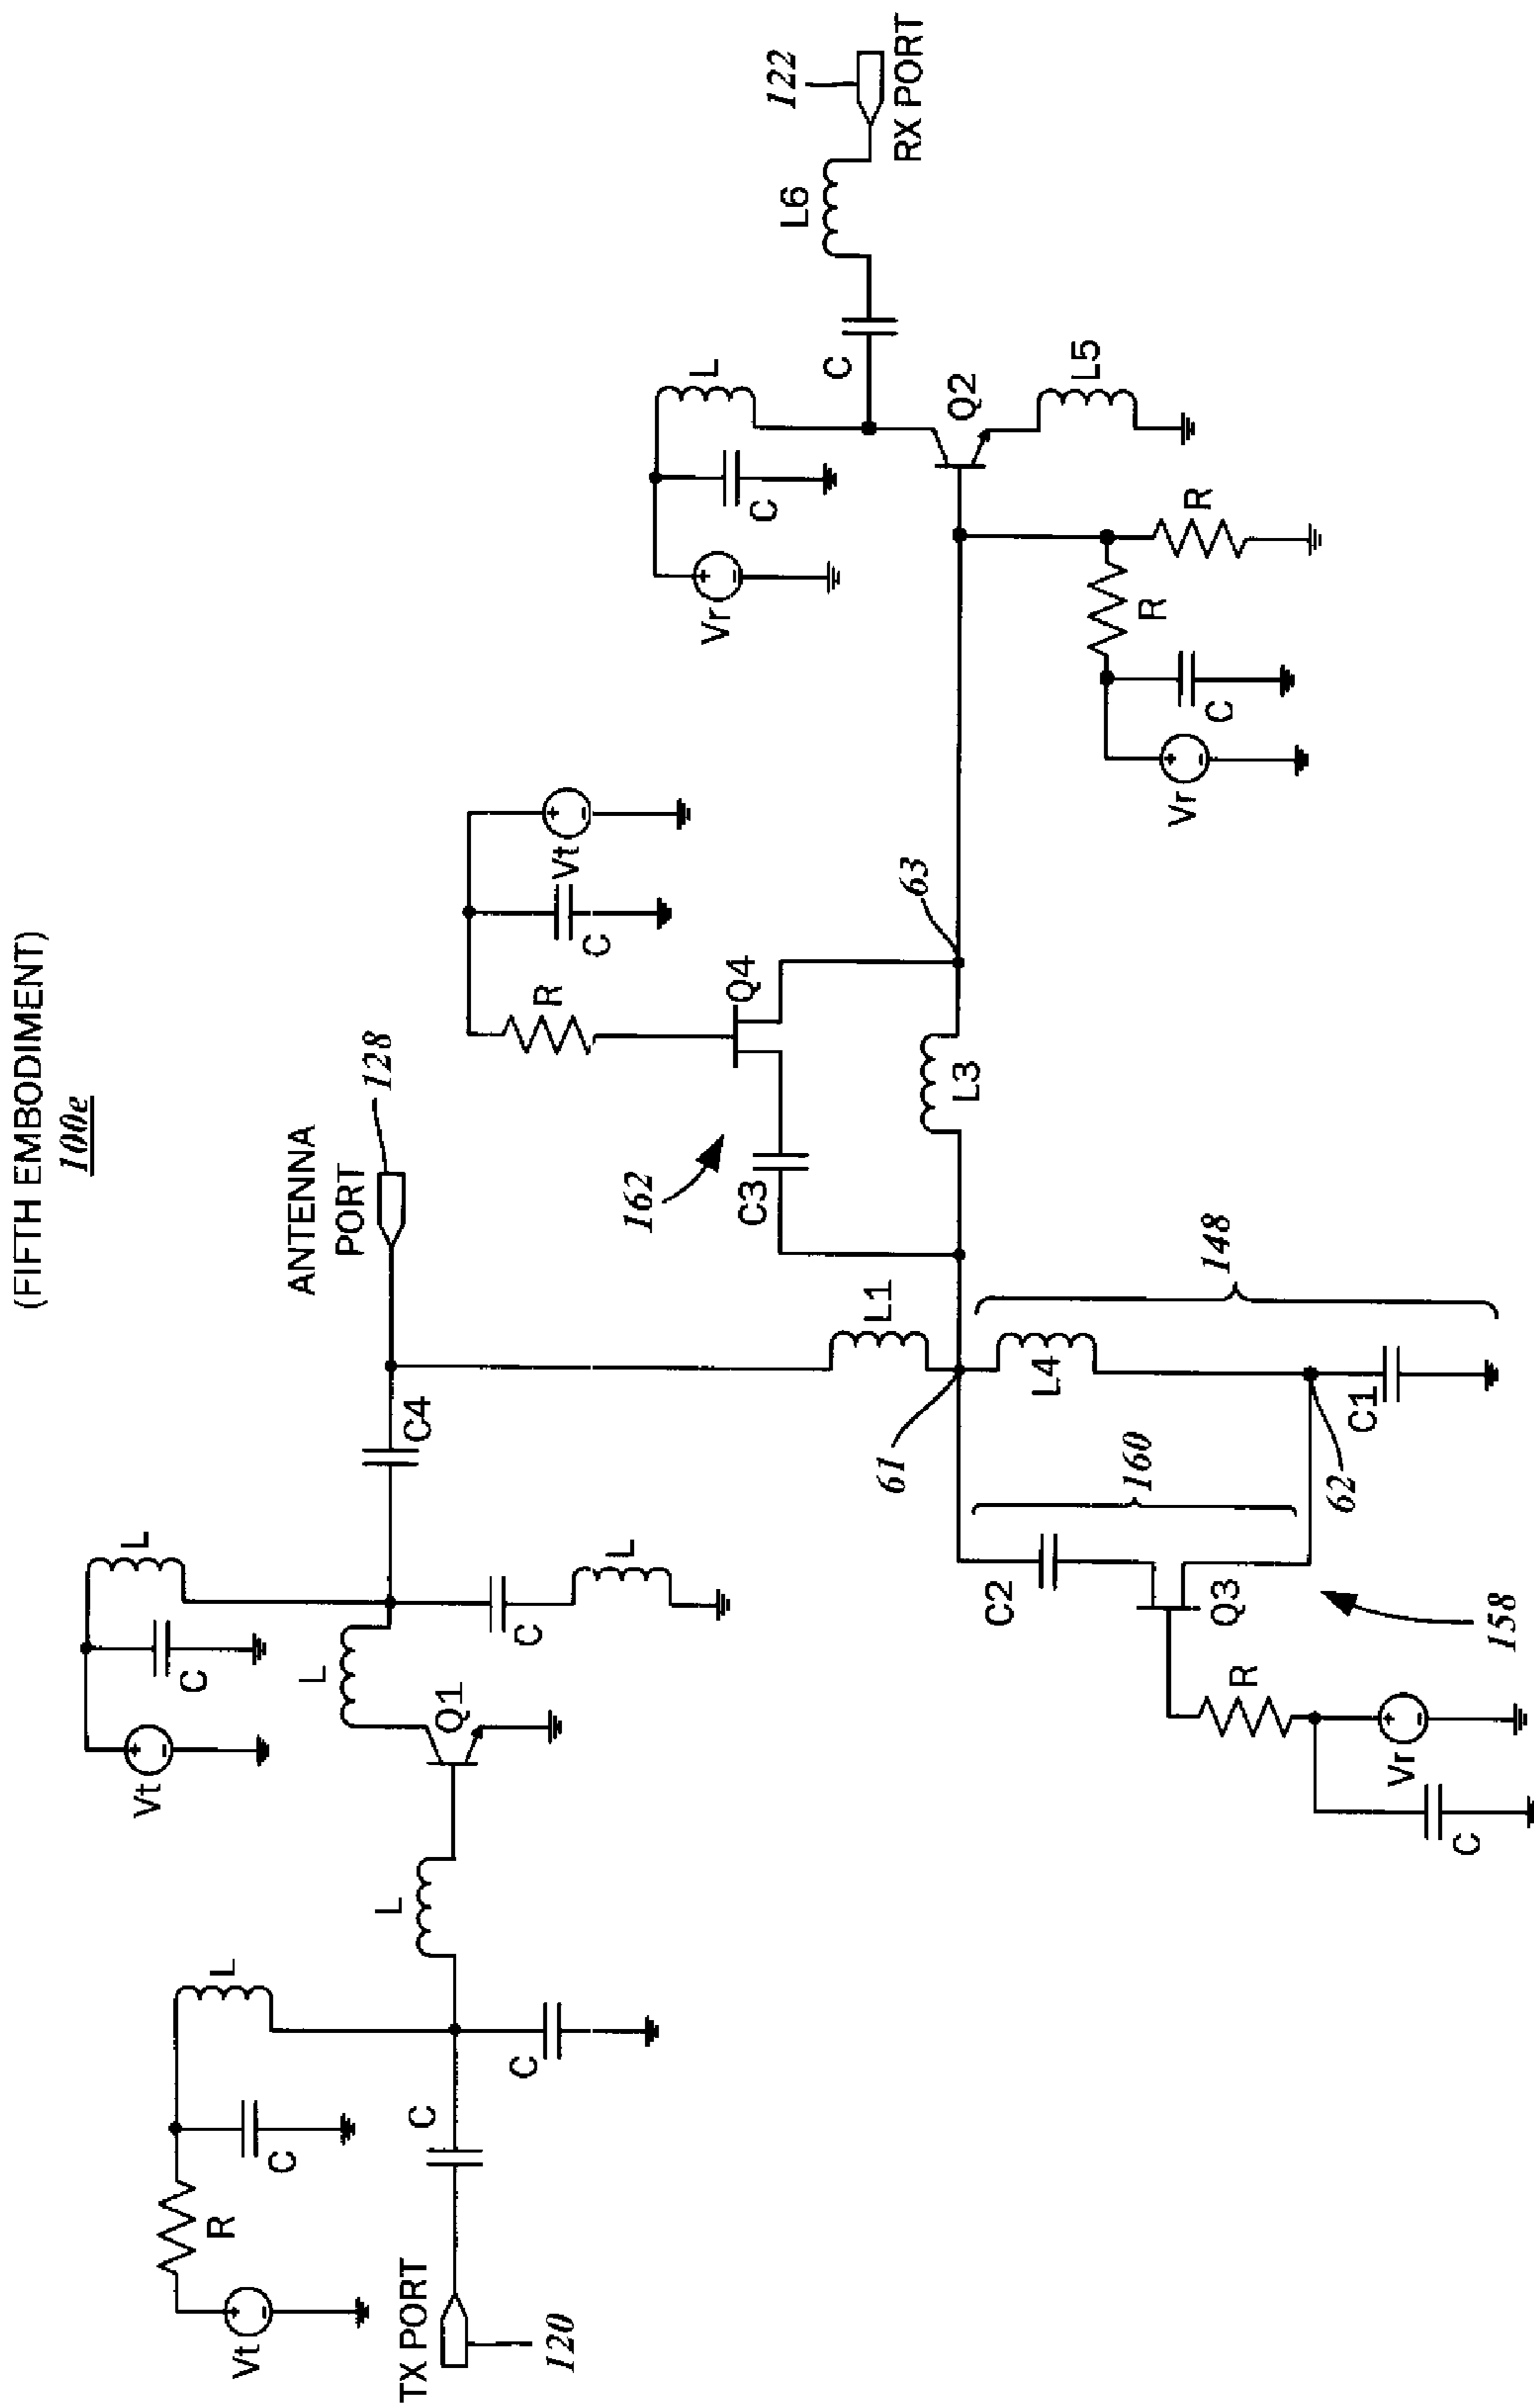 (FIFTH EMBODIMENT)
100e
Vt
R
C
L
TX PORT
120
C
C
L
Vt
C
L
L
Q1
C
L
C4
ANTENNA
PORT
128
L1
61
L4
148
C1
62
160
C2
Q3
158
R
Vr
C
162
C3
L3
Q4
R
C
Vt
63
Vr
C
L
C
Q2
L5
L6
122
RX PORT
R
R
C
Vr